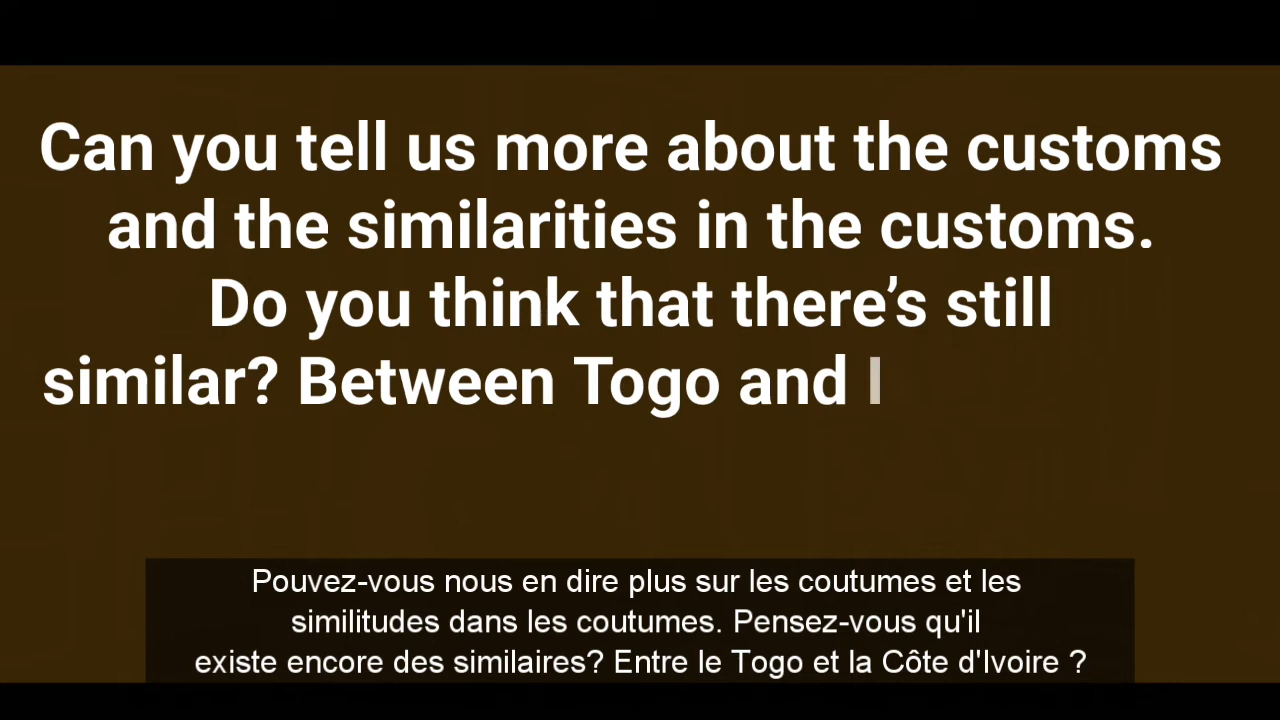 Can you tell us more about the customs
and the similarities in the customs.
Do you think that there’s still
similar? Between Togo and I
Pouvez-vous nous en dire plus sur les coutumes et les
similitudes dans les coutumes. Pensez-vous qu'il
existe encore des similaires? Entre le Togo et la Côte d'Ivoire ?